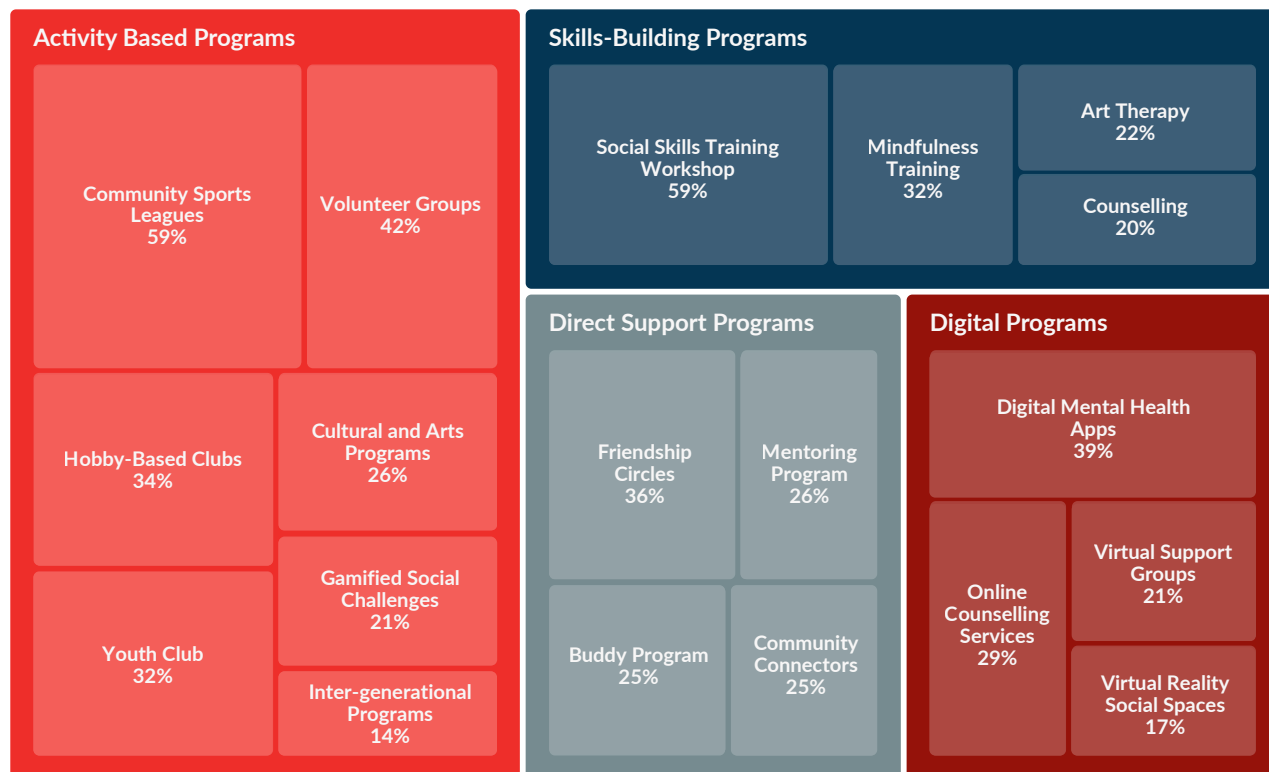 Activity Based Programs
Community Sports
Leagues
59%
Volunteer Groups
42%
Hobby-Based Clubs
34%
Cultural and Arts
Programs
26%
Youth Club
32%
Gamified Social
Challenges
21%
Inter-generational
Programs
14%
Skills-Building Programs
Social Skills Training
Workshop
59%
Mindfulness
Training
32%
Art Therapy
22%
Counselling
20%
Direct Support Programs
Friendship
Circles
36%
Mentoring
Program
26%
Buddy Program
25%
Community
Connectors
25%
Digital Programs
Digital Mental Health
Apps
39%
Online
Counselling
Services
29%
Virtual Support
Groups
21%
Virtual Reality
Social Spaces
17%